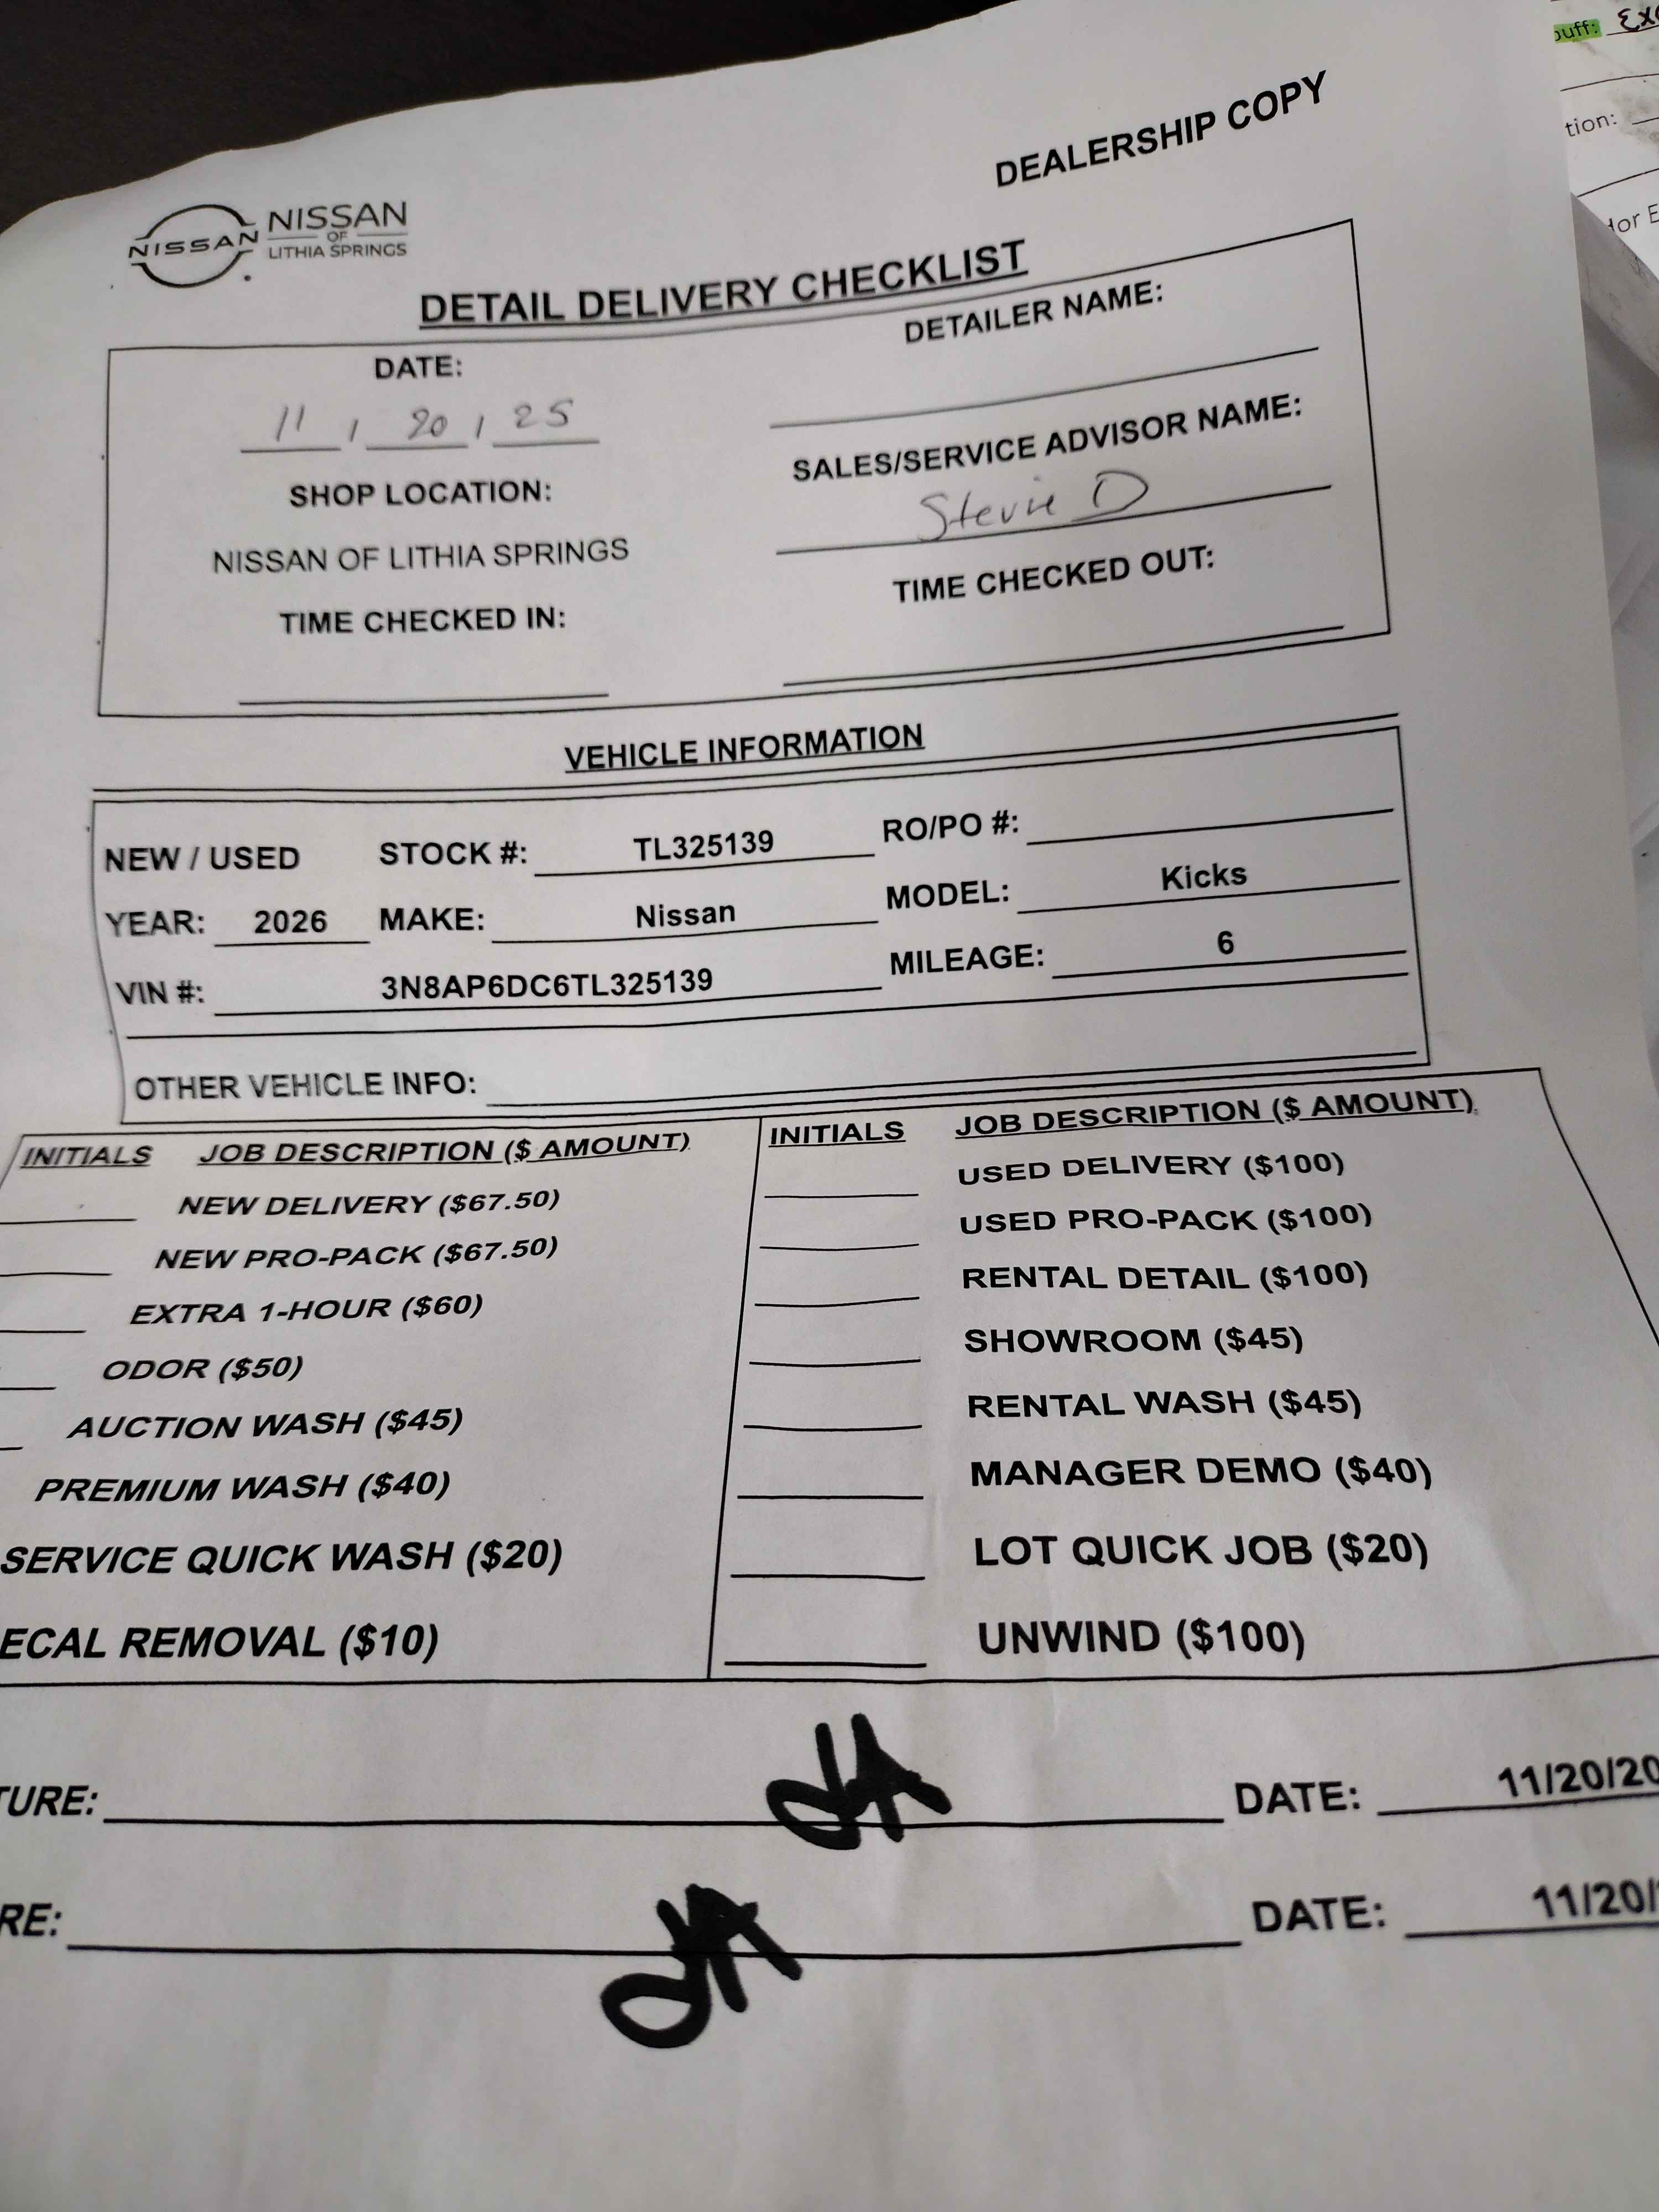 buff:
tion:
DEALERSHIP COPY
NISSAN
NISSAN
OF
LITHIA SPRINGS
DETAIL DELIVERY CHECKLIST
DATE:
11 / 20 / 25
DETAILER NAME:
SHOP LOCATION:
NISSAN OF LITHIA SPRINGS
SALES/SERVICE ADVISOR NAME:
Stevie D
TIME CHECKED IN:
TIME CHECKED OUT:
VEHICLE INFORMATION
NEW / USED STOCK #: TL325139 RO/PO #:
YEAR: 2026 MAKE: Nissan MODEL: Kicks
VIN #: 3N8AP6DC6TL325139 MILEAGE: 6
OTHER VEHICLE INFO:
INITIALS JOB DESCRIPTION ($ AMOUNT) INITIALS JOB DESCRIPTION ($ AMOUNT)
NEW DELIVERY ($67.50) USED DELIVERY ($100)
NEW PRO-PACK ($67.50) USED PRO-PACK ($100)
EXTRA 1-HOUR ($60) RENTAL DETAIL ($100)
ODOR ($50) SHOWROOM ($45)
AUCTION WASH ($45) RENTAL WASH ($45)
PREMIUM WASH ($40) MANAGER DEMO ($40)
SERVICE QUICK WASH ($20) LOT QUICK JOB ($20)
ECAL REMOVAL ($10) UNWIND ($100)
TURE: JA DATE: 11/20/20
RE: JA DATE: 11/20/